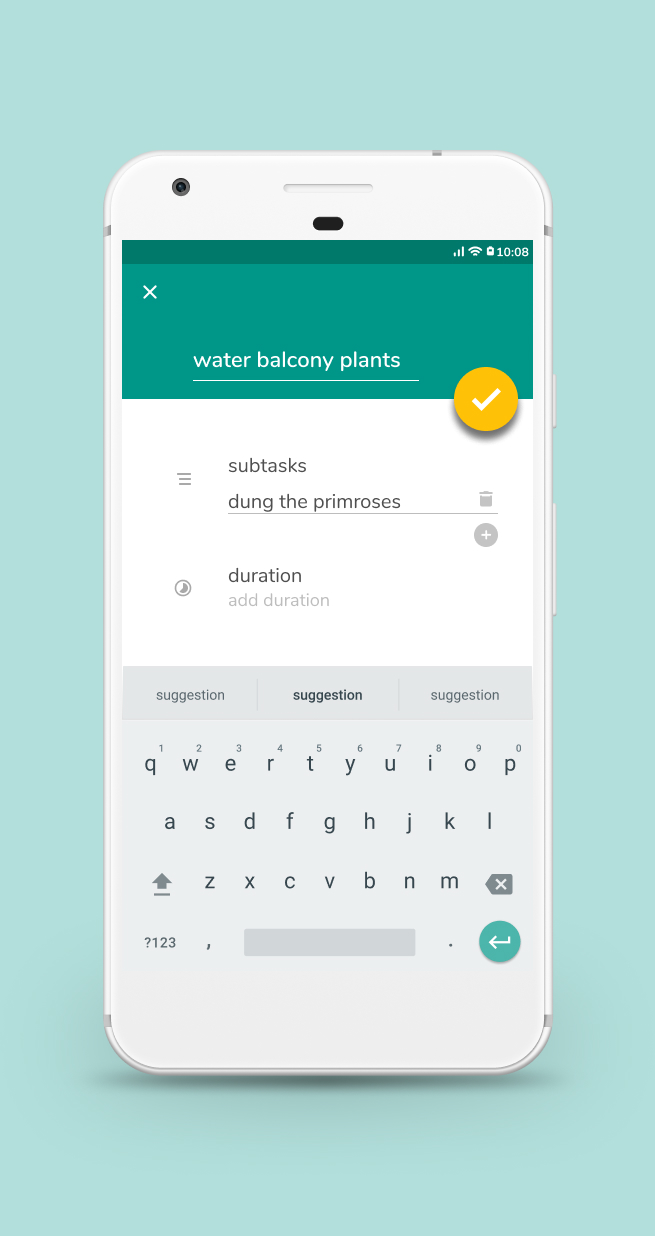 10:08
water balcony plants
subtasks
dung the primroses
duration
add duration
suggestion suggestion suggestion
1 2 3 4 5 6 7 8 9 0
q w e r t y u i o p
a s d f g h j k l
z x c v b n m
?123 , .